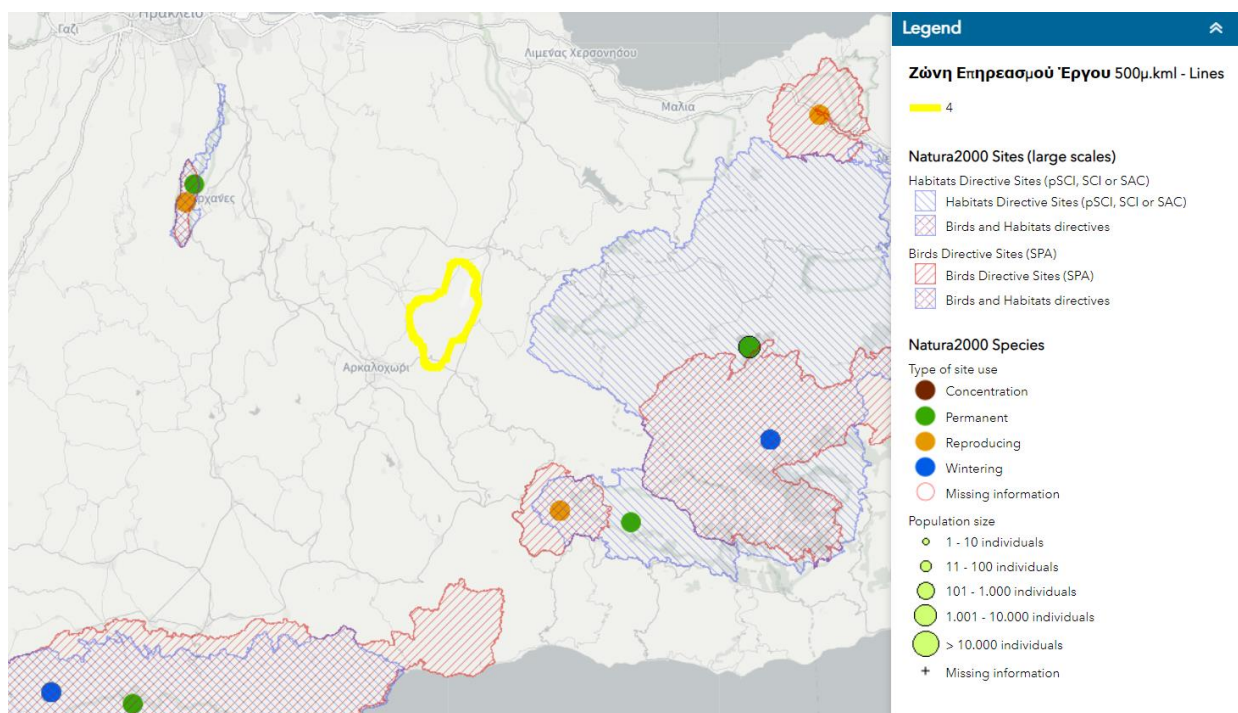 Ηράκλειο
Γάζι
Λιμενας Χερσονήσου
Μαλια
ρχανες
Αρκαλοχωρι
Legend
Ζώνη Επηρεασμού Έργου 500μ.kml - Lines
4
Natura2000 Sites (large scales)
Habitats Directive Sites (pSCI, SCI or SAC)
Habitats Directive Sites (pSCI, SCI or SAC)
Birds and Habitats directives
Birds Directive Sites (SPA)
Birds Directive Sites (SPA)
Birds and Habitats directives
Natura2000 Species
Type of site use
Concentration
Permanent
Reproducing
Wintering
Missing information
Population size
1 - 10 individuals
11 - 100 individuals
101 - 1.000 individuals
1.001 - 10.000 individuals
> 10.000 individuals
Missing information